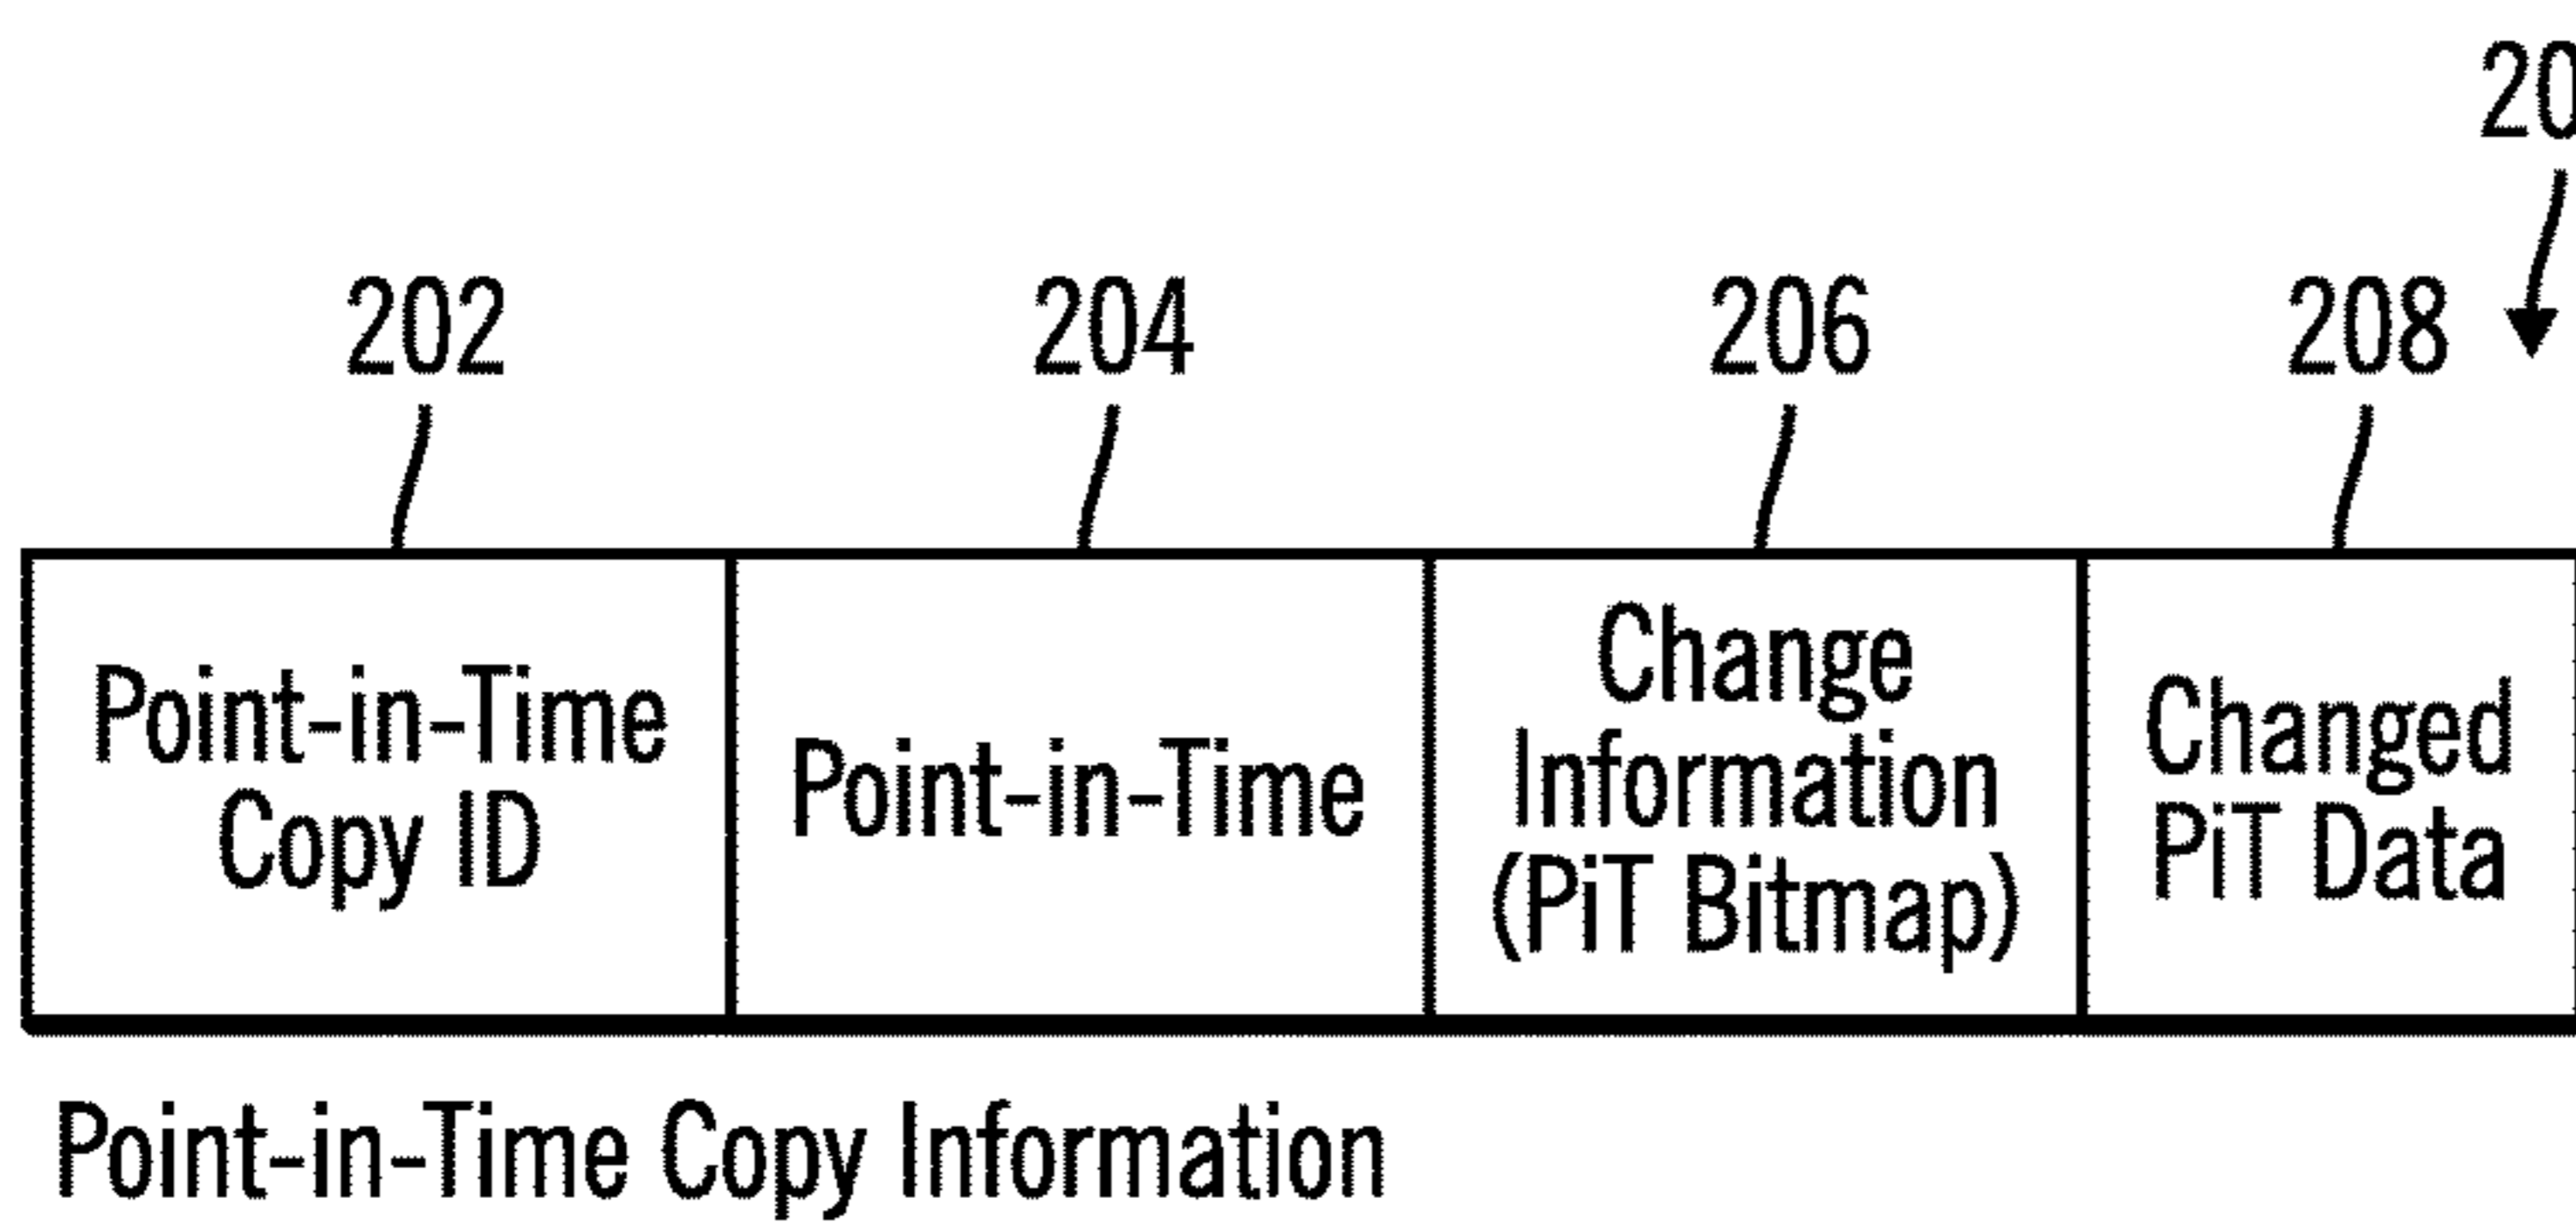 202
204
206
208
Point-in-Time
Copy ID
Point-in-Time
Change
Information
(PiT Bitmap)
Changed
PiT Data
Point-in-Time Copy Information